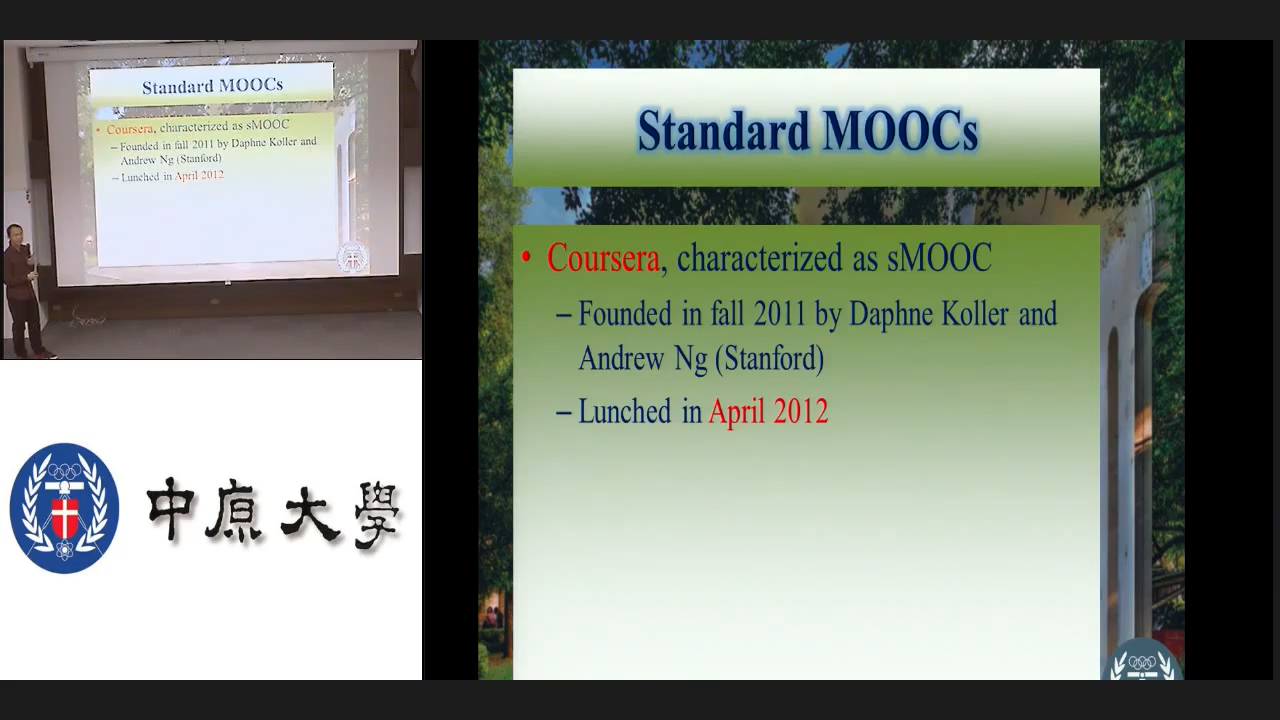 Standard MOOCs
• Coursera, characterized as sMOOC
– Founded in fall 2011 by Daphne Koller and
Andrew Ng (Stanford)
– Lunched in April 2012
中原大學
Standard MOOCs
• Coursera, characterized as sMOOC
– Founded in fall 2011 by Daphne Koller and
Andrew Ng (Stanford)
– Lunched in April 2012